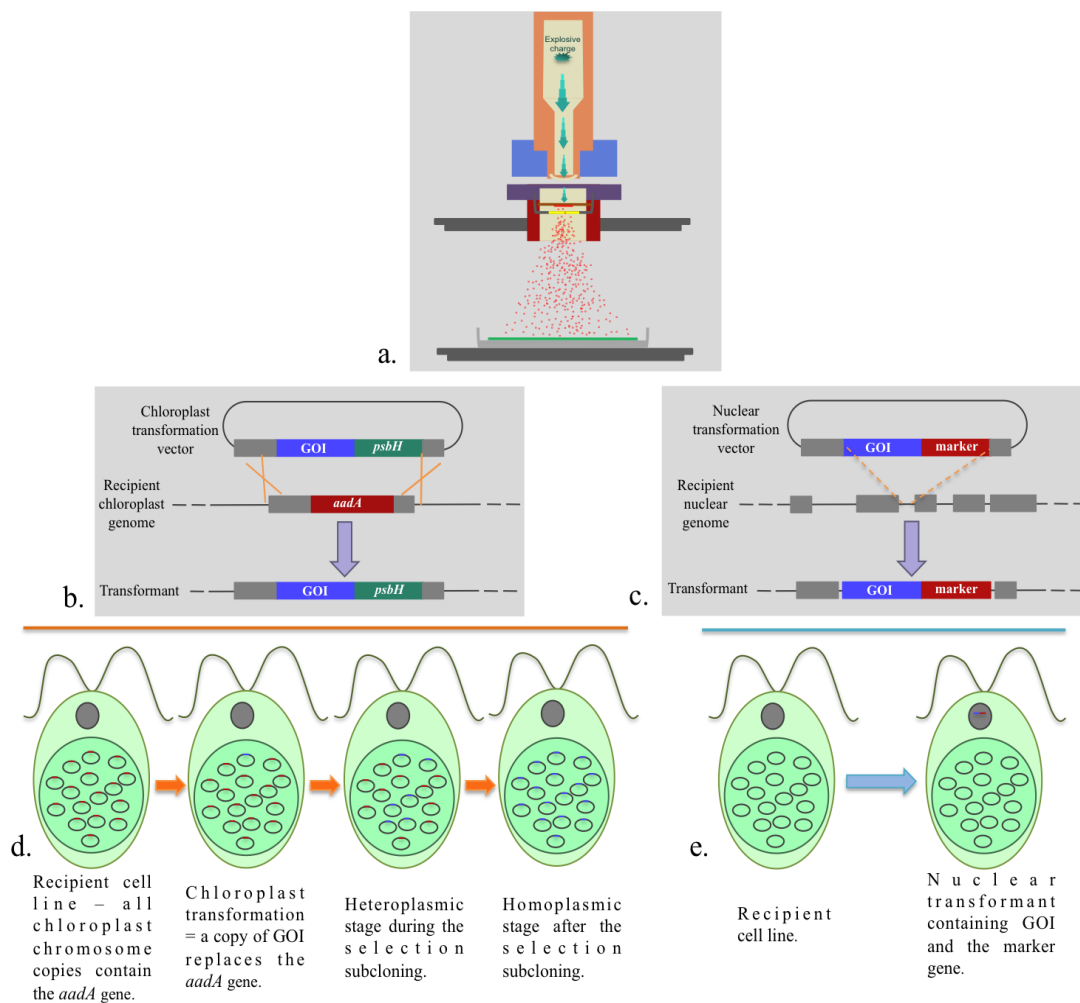 Explosive
charge
a.
Chloroplast
transformation
vector
GOI
psbH
Recipient
chloroplast
genome
aadA
Transformant
GOI
psbH
b.
Nuclear
transformation
vector
GOI
marker
Recipient
nuclear
genome
Transformant
GOI
marker
c.
d.
Recipient cell
line – all
chloroplast
chromosome
copies contain
the aadA gene.
Chloroplast
transformation
= a copy of GOI
replaces the
aadA gene.
Heteroplasmic
stage during the
selection
subcloning.
Homoplasmic
stage after the
selection
subcloning.
e.
Recipient
cell line.
Nuclear
transformant
containing GOI
and the marker
gene.